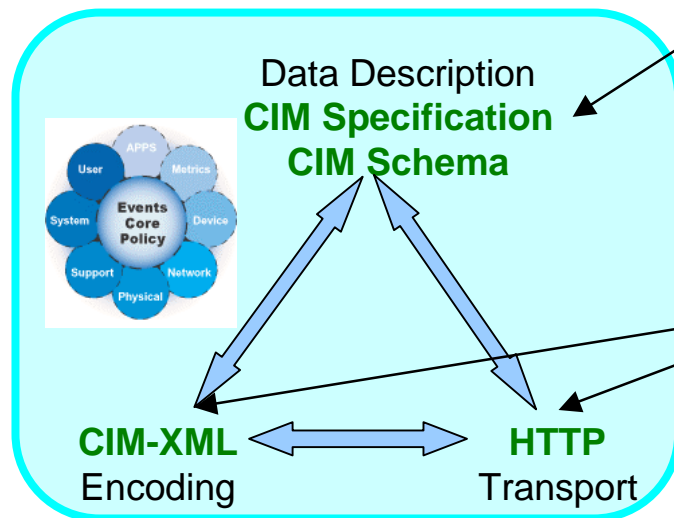 Data Description
CIM Specification
CIM Schema
APPS
User
Metrics
Events
Core
Policy
System
Device
Support
Network
Physical
CIM-XML
HTTP
Encoding
Transport